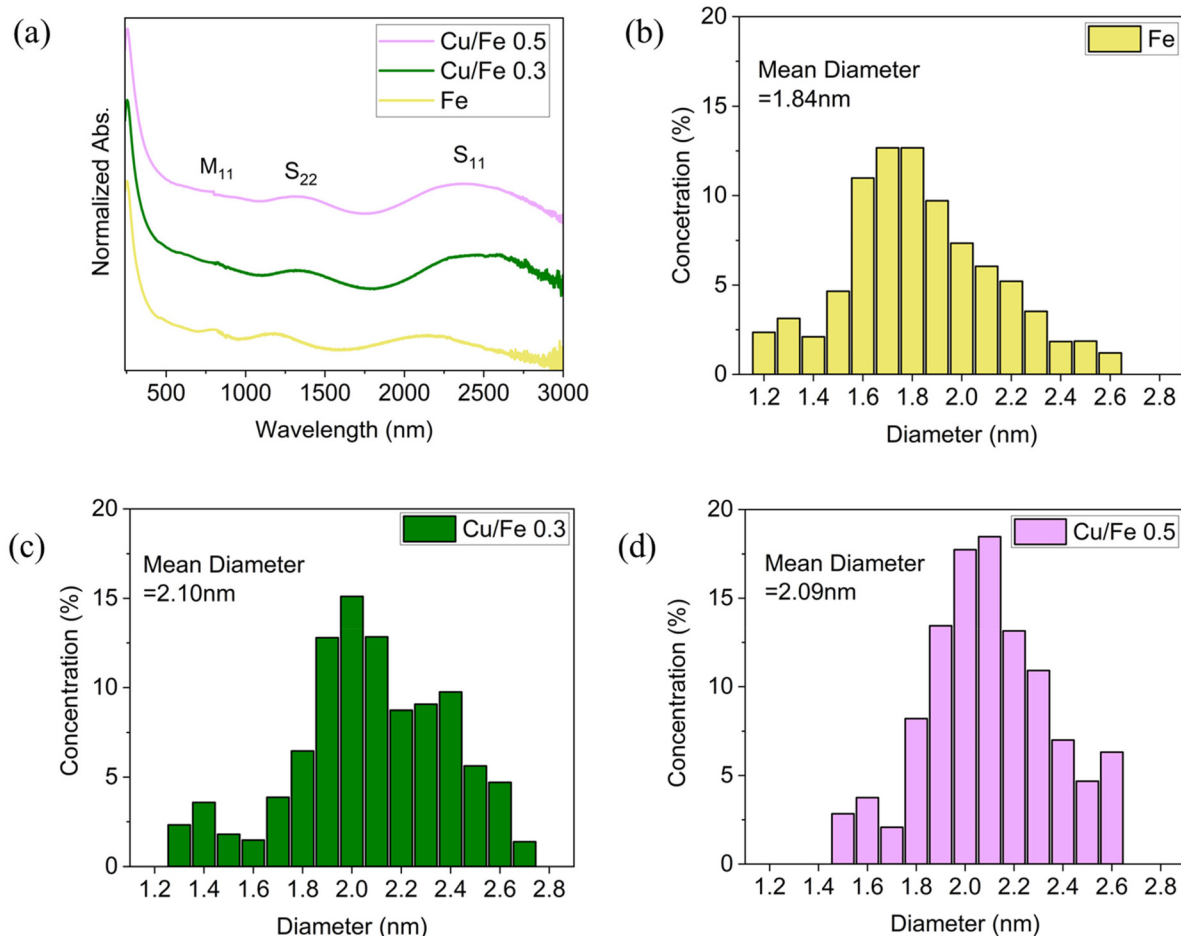 (a)
Cu/Fe 0.5
Cu/Fe 0.3
Fe
M11
S22
S11
Normalized Abs.
500 1000 1500 2000 2500 3000
Wavelength (nm)
(b)
Fe
Mean Diameter
=1.84nm
20
15
10
5
0
Concetration (%)
1.2 1.4 1.6 1.8 2.0 2.2 2.4 2.6 2.8
Diameter (nm)
(c)
Cu/Fe 0.3
Mean Diameter
=2.10nm
20
15
10
5
0
Concentration (%)
1.2 1.4 1.6 1.8 2.0 2.2 2.4 2.6 2.8
Diameter (nm)
(d)
Cu/Fe 0.5
Mean Diameter
=2.09nm
20
15
10
5
0
Concentration (%)
1.2 1.4 1.6 1.8 2.0 2.2 2.4 2.6 2.8
Diameter (nm)